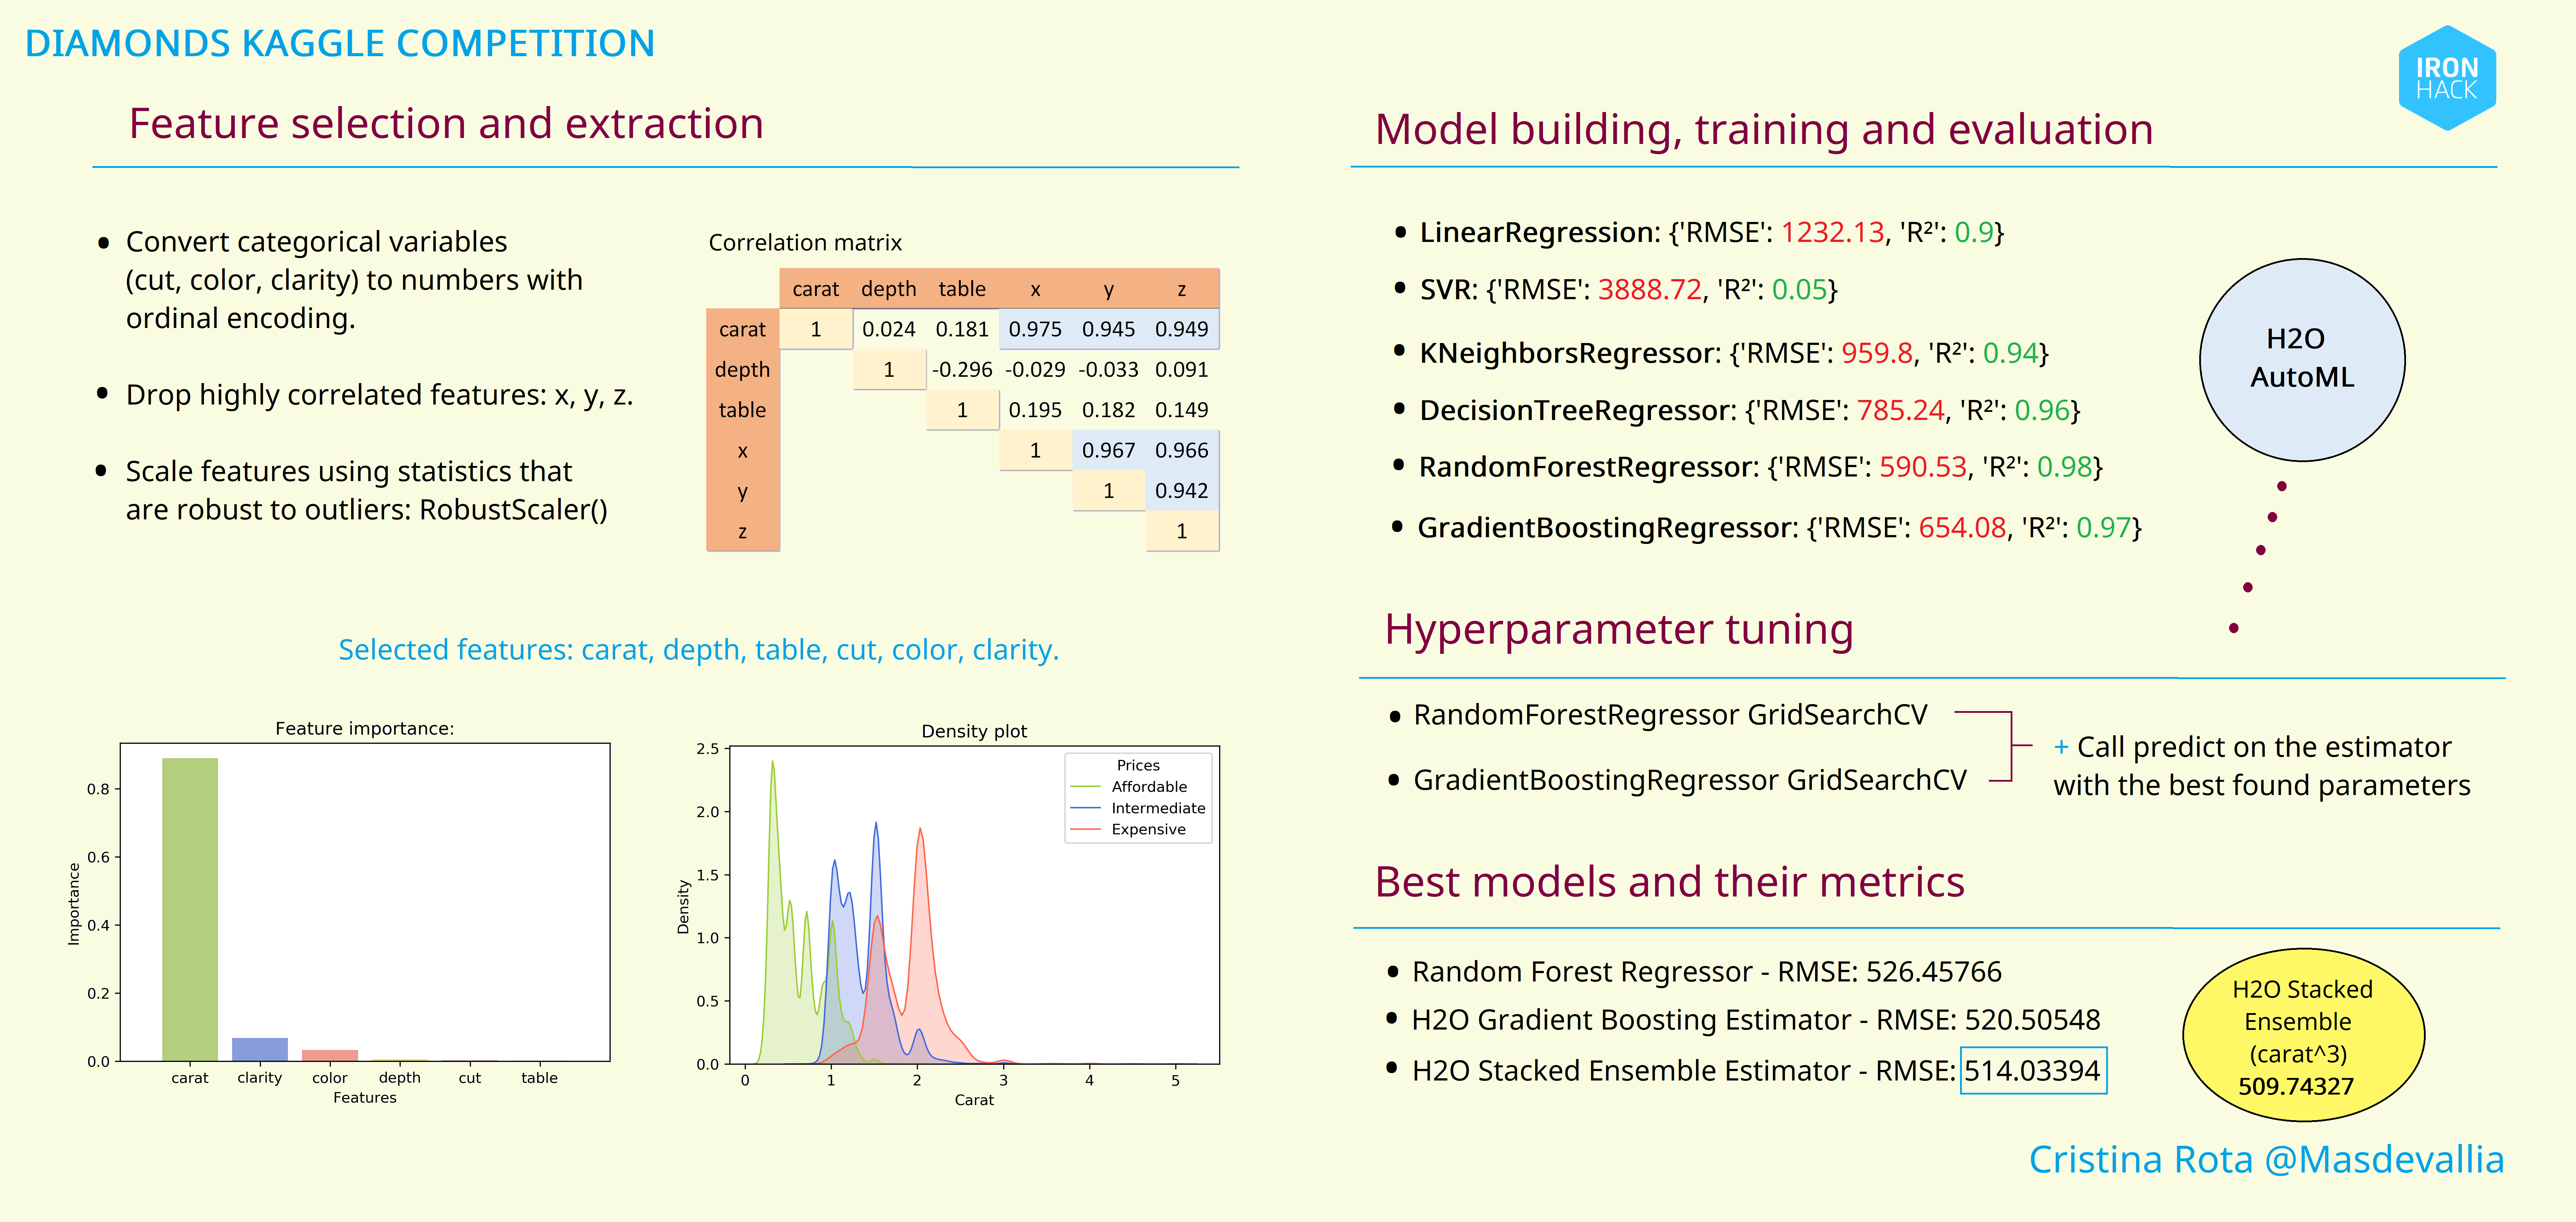 DIAMONDS KAGGLE COMPETITION
IRON
HACK
Feature selection and extraction
• Convert categorical variables
(cut, color, clarity) to numbers with
ordinal encoding.
• Drop highly correlated features: x, y, z.
• Scale features using statistics that
are robust to outliers: RobustScaler()
Correlation matrix
carat depth table x y z
carat 1 0.024 0.181 0.975 0.945 0.949
depth 1 -0.296 -0.029 -0.033 0.091
table 1 0.195 0.182 0.149
x 1 0.967 0.966
y 1 0.942
z 1
Selected features: carat, depth, table, cut, color, clarity.
Feature importance:
Importance
0.8
0.6
0.4
0.2
0.0
carat clarity color depth cut table
Features
Density plot
Density
2.5
2.0
1.5
1.0
0.5
0.0
Prices
Affordable
Intermediate
Expensive
0 1 2 3 4 5
Carat
Model building, training and evaluation
• LinearRegression: {'RMSE': 1232.13, 'R²': 0.9}
• SVR: {'RMSE': 3888.72, 'R²': 0.05}
• KNeighborsRegressor: {'RMSE': 959.8, 'R²': 0.94}
• DecisionTreeRegressor: {'RMSE': 785.24, 'R²': 0.96}
• RandomForestRegressor: {'RMSE': 590.53, 'R²': 0.98}
• GradientBoostingRegressor: {'RMSE': 654.08, 'R²': 0.97}
H2O
AutoML
Hyperparameter tuning
• RandomForestRegressor GridSearchCV
• GradientBoostingRegressor GridSearchCV
+ Call predict on the estimator
with the best found parameters
Best models and their metrics
• Random Forest Regressor - RMSE: 526.45766
• H2O Gradient Boosting Estimator - RMSE: 520.50548
• H2O Stacked Ensemble Estimator - RMSE: 514.03394
H2O Stacked
Ensemble
(carat^3)
509.74327
Cristina Rota @Masdevallia